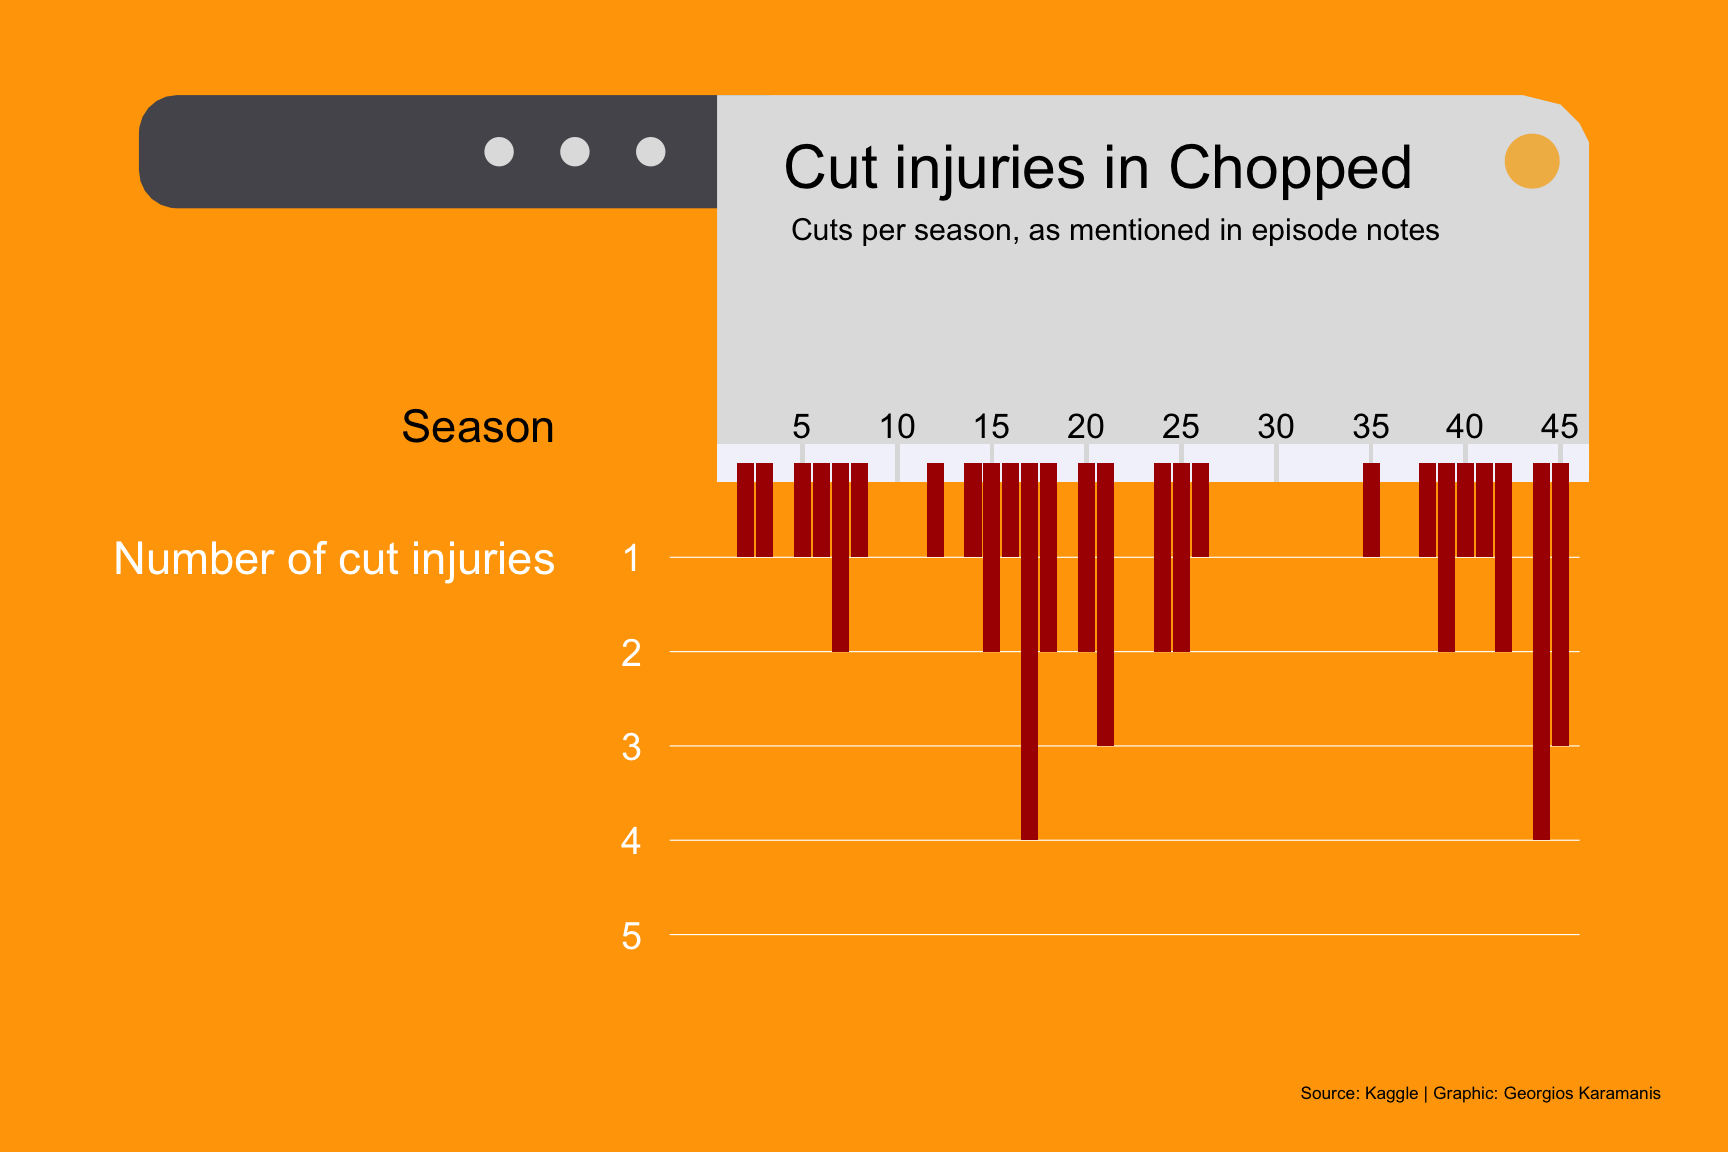 Cut injuries in Chopped
Cuts per season, as mentioned in episode notes
Season
5 10 15 20 25 30 35 40 45
Number of cut injuries
1
2
3
4
5
Source: Kaggle | Graphic: Georgios Karamanis